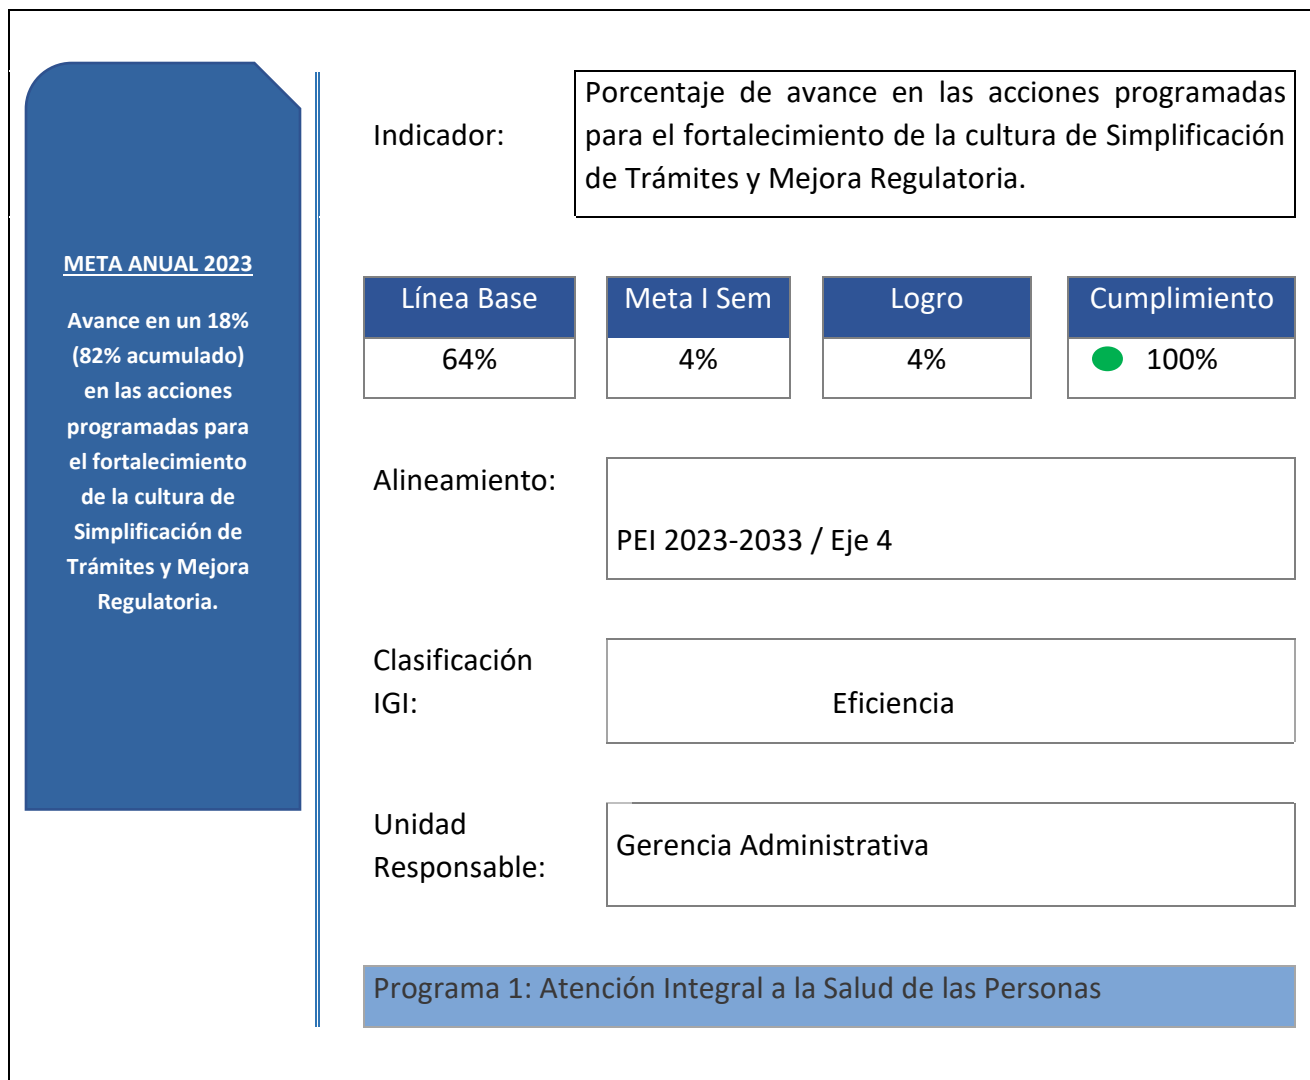 META ANUAL 2023
Avance en un 18%
(82% acumulado)
en las acciones
programadas para
el fortalecimiento
de la cultura de
Simplificación de
Trámites y Mejora
Regulatoria.
Indicador:
Porcentaje de avance en las acciones programadas
para el fortalecimiento de la cultura de Simplificación
de Trámites y Mejora Regulatoria.
Línea Base Meta I Sem Logro Cumplimiento
64% 4% 4% 100%
Alineamiento:
PEI 2023-2033 / Eje 4
Clasificación
IGI:
Eficiencia
Unidad
Responsable:
Gerencia Administrativa
Programa 1: Atención Integral a la Salud de las Personas